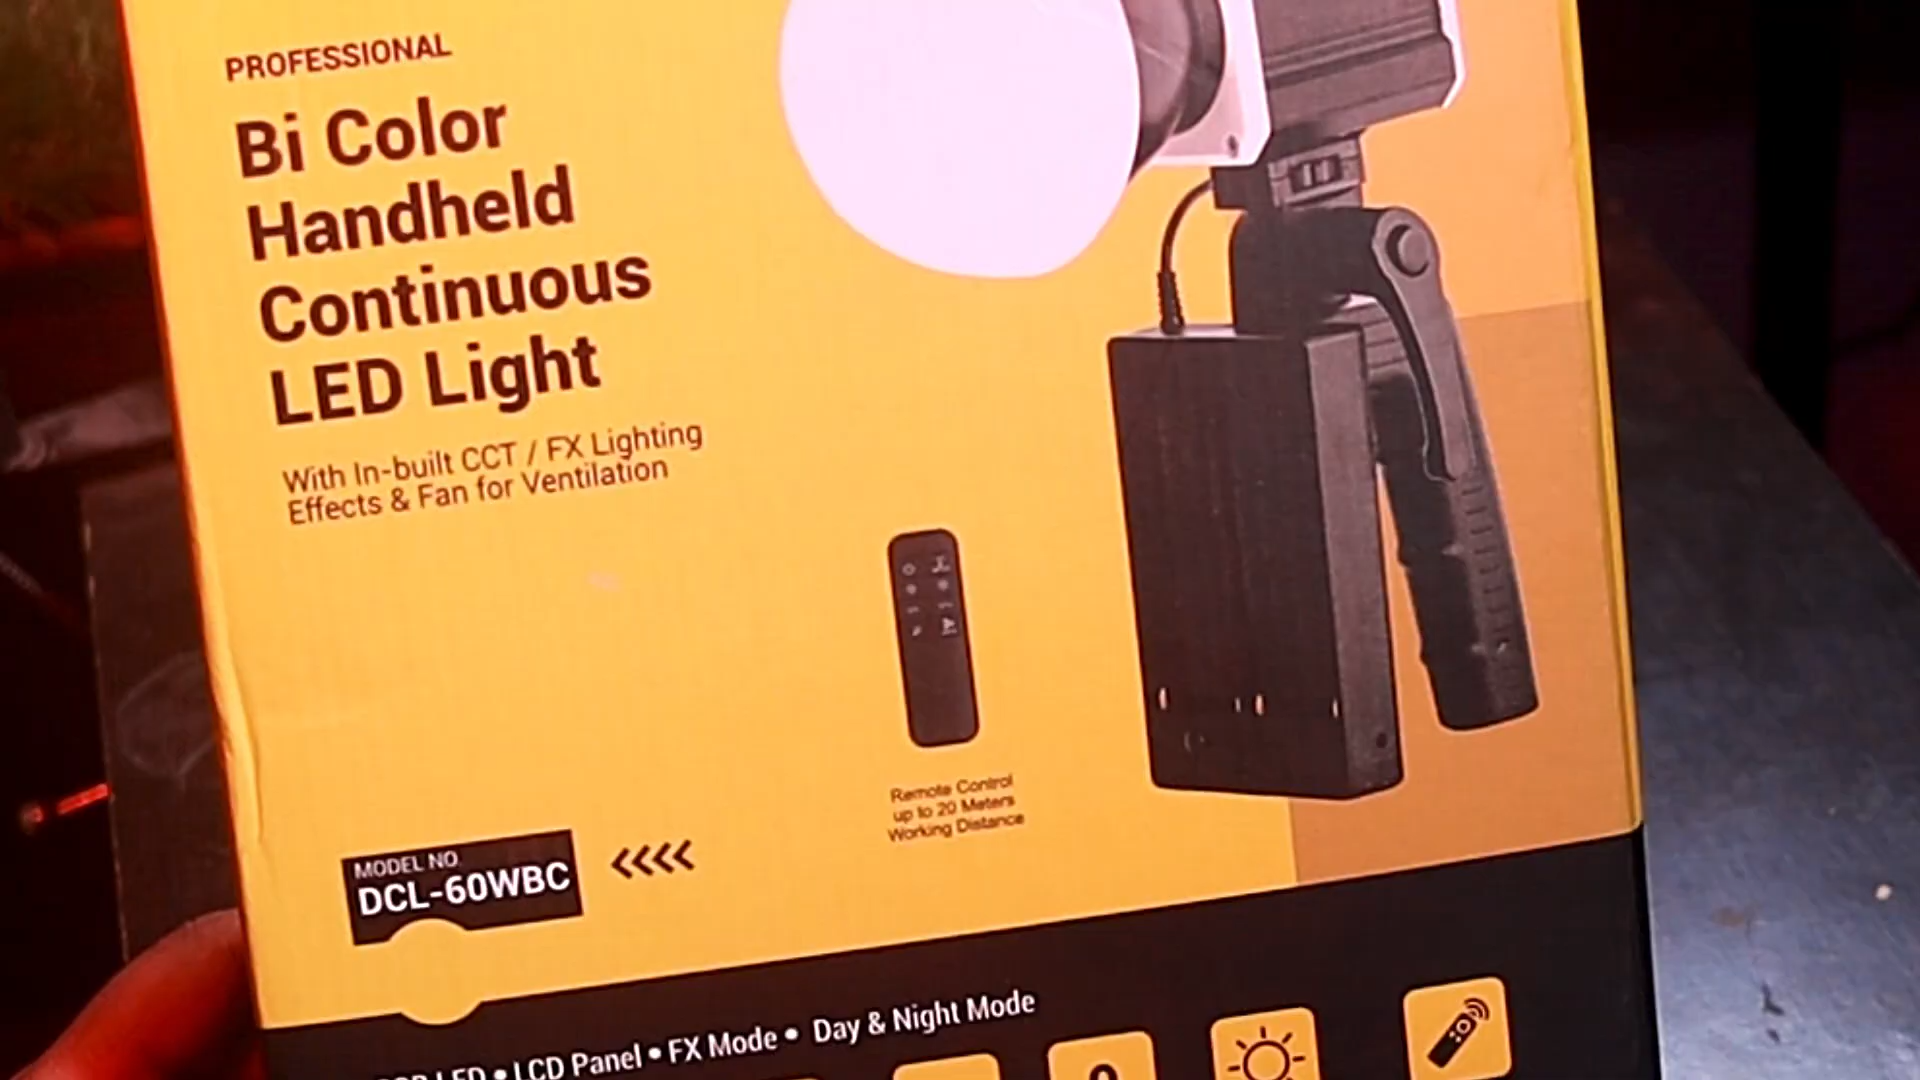 PROFESSIONAL
Bi Color
Handheld
Continuous
LED Light
With In-built CCT / FX Lighting
Effects & Fan for Ventilation
Remote Control
up to 20 Meters
Working Distance
MODEL NO.
DCL-60WBC
LED • LCD Panel • FX Mode • Day & Night Mode